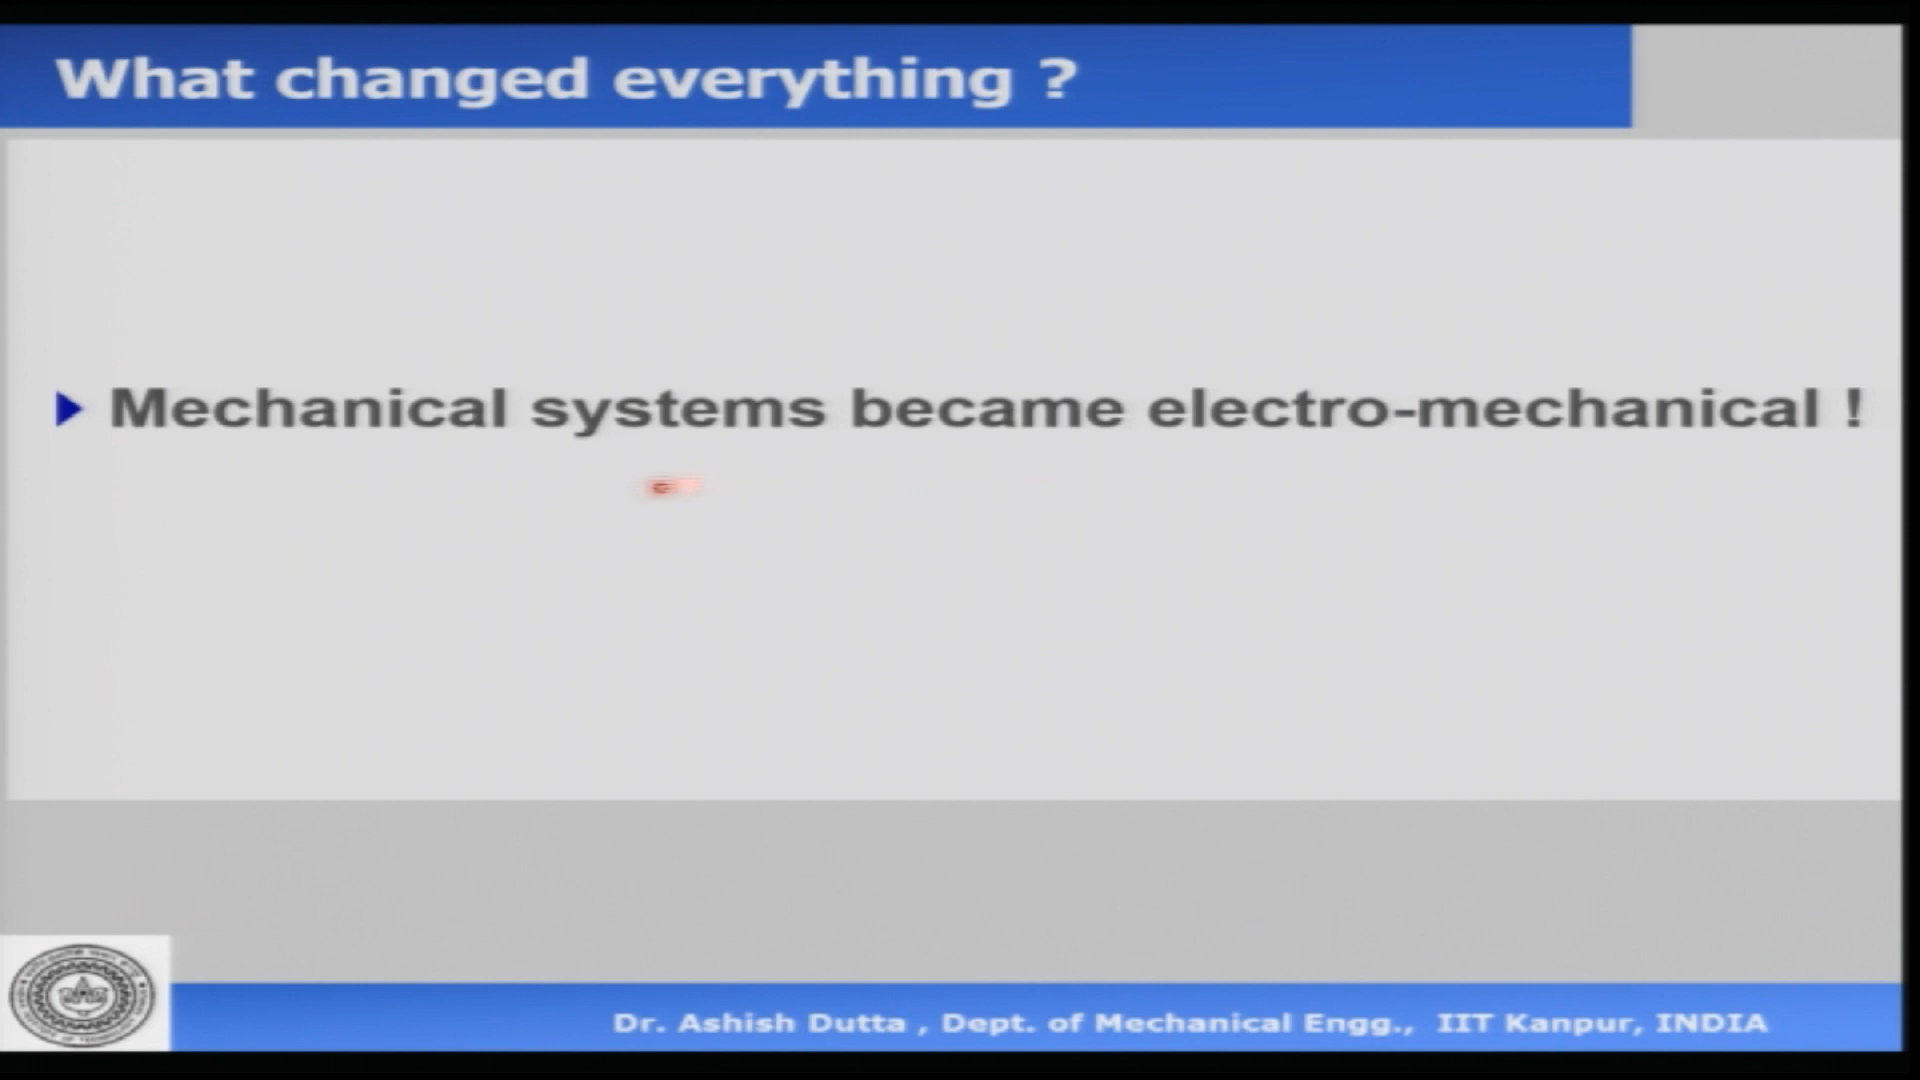 What changed everything ?
Mechanical systems became electro-mechanical !
Dr. Ashish Dutta , Dept. of Mechanical Engg., IIT Kanpur, INDIA